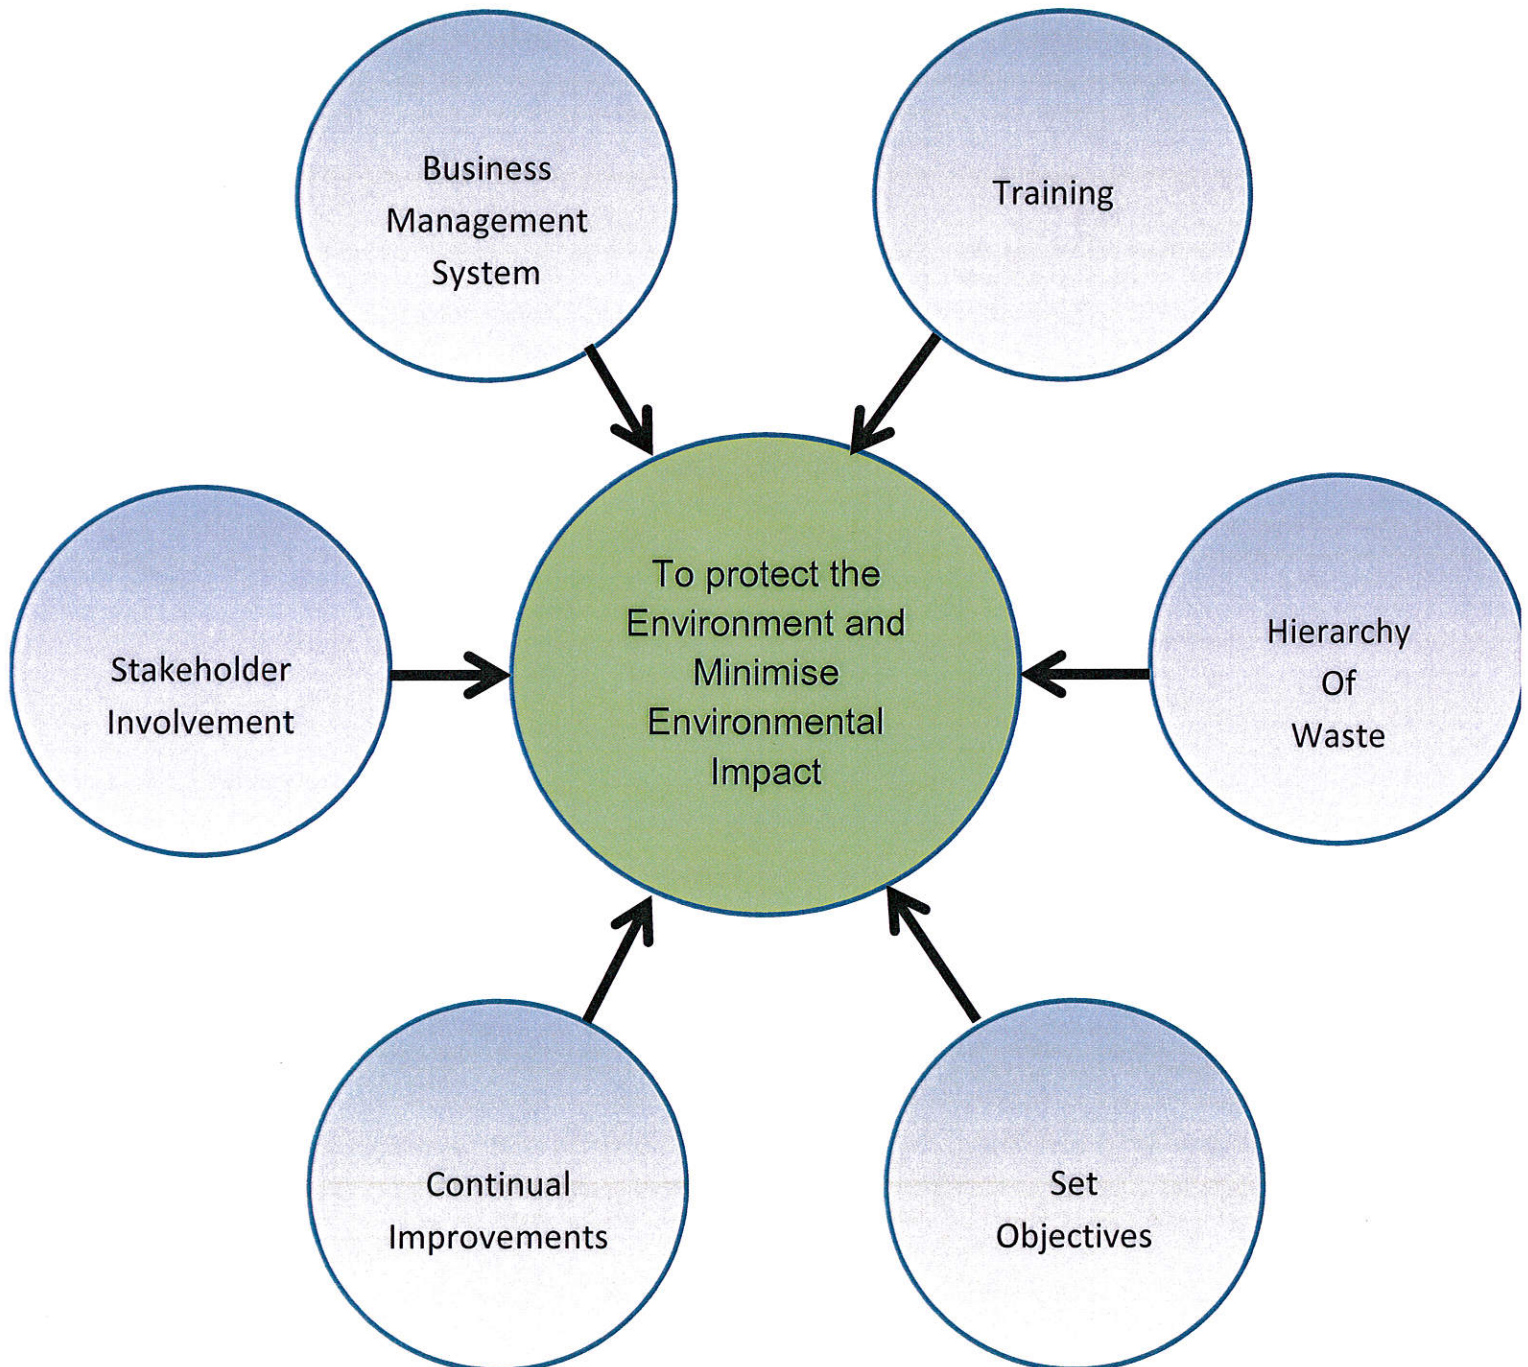 Business
Management
System
Training
Stakeholder
Involvement
To protect the
Environment and
Minimise
Environmental
Impact
Hierarchy
Of
Waste
Continual
Improvements
Set
Objectives